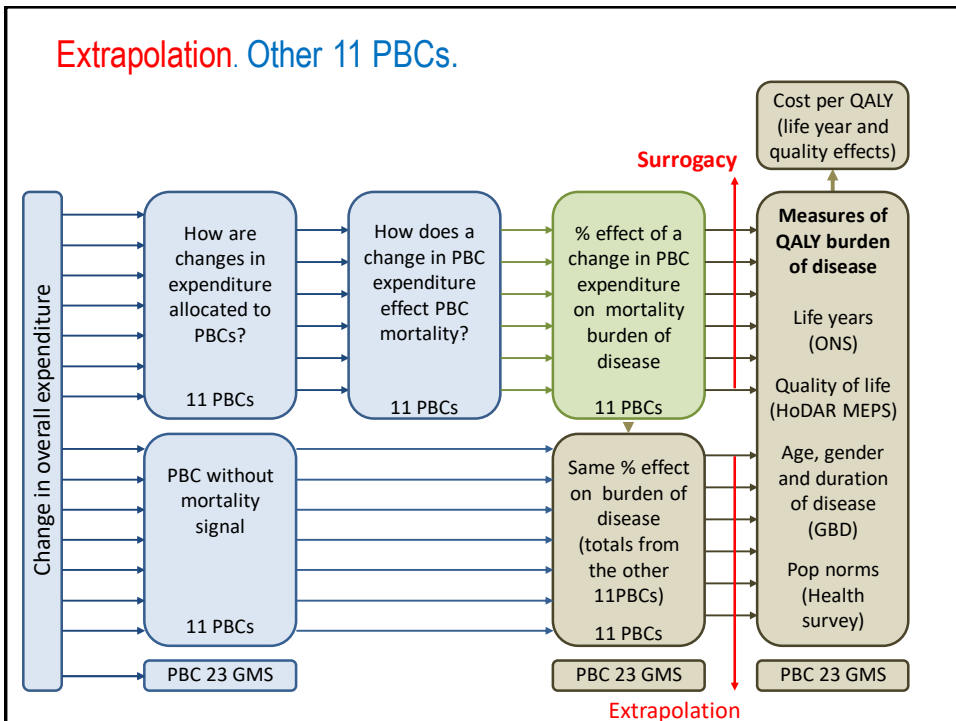 Extrapolation. Other 11 PBCs.
Cost per QALY
(life year and
quality effects)
Surrogacy
Change in overall expenditure
How are
changes in
expenditure
allocated to
PBCs?
11 PBCs
How does a
change in PBC
expenditure
effect PBC
mortality?
11 PBCs
% effect of a
change in PBC
expenditure
on mortality
burden of
disease
11 PBCs
Measures of
QALY burden
of disease
Life years
(ONS)
Quality of life
(HoDAR MEPS)
Age, gender
and duration
of disease
(GBD)
Pop norms
(Health
survey)
PBC without
mortality
signal
11 PBCs
Same % effect
on burden of
disease
(totals from
the other
11PBCs)
11 PBCs
PBC 23 GMS
PBC 23 GMS
PBC 23 GMS
Extrapolation